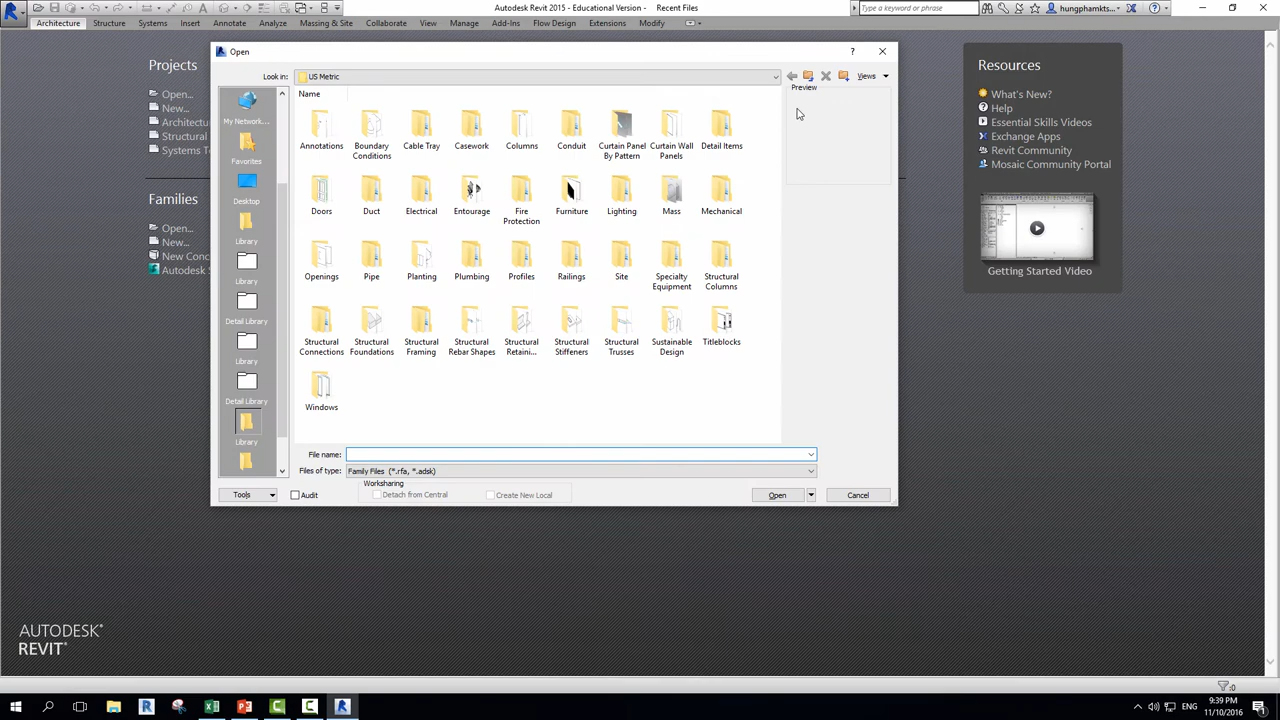 Autodesk Revit 2015 - Educational Version - Recent Files
Type a keyword or phrase
hungphamkts...
Architecture Structure Systems Insert Annotate Analyze Massing & Site Collaborate View Manage Add-Ins Flow Design Extensions Modify
Projects
Open...
New...
Architectu
Structural
Systems T
Families
Open...
New...
New Conc
Autodesk
Open
Look in:
US Metric
Views
Name
Preview
My Network...
Favorites
Desktop
Library
Library
Detail Library
Library
Detail Library
Library
Annotations
Boundary Conditions
Cable Tray
Casework
Columns
Conduit
Curtain Panel By Pattern
Curtain Wall Panels
Detail Items
Doors
Duct
Electrical
Entourage
Fire Protection
Furniture
Lighting
Mass
Mechanical
Openings
Pipe
Planting
Plumbing
Profiles
Railings
Site
Specialty Equipment
Structural Columns
Structural Connections
Structural Foundations
Structural Framing
Structural Rebar Shapes
Structural Retaini...
Structural Stiffeners
Structural Trusses
Sustainable Design
Titleblocks
Windows
File name:
Files of type:
Family Files (*.rfa, *.adsk)
Worksharing
Tools
Audit
Detach from Central
Create New Local
Open
Cancel
Resources
What's New?
Help
Essential Skills Videos
Exchange Apps
Revit Community
Mosaic Community Portal
Getting Started Video
AUTODESK®
REVIT®
:0
ENG
9:39 PM
11/10/2016